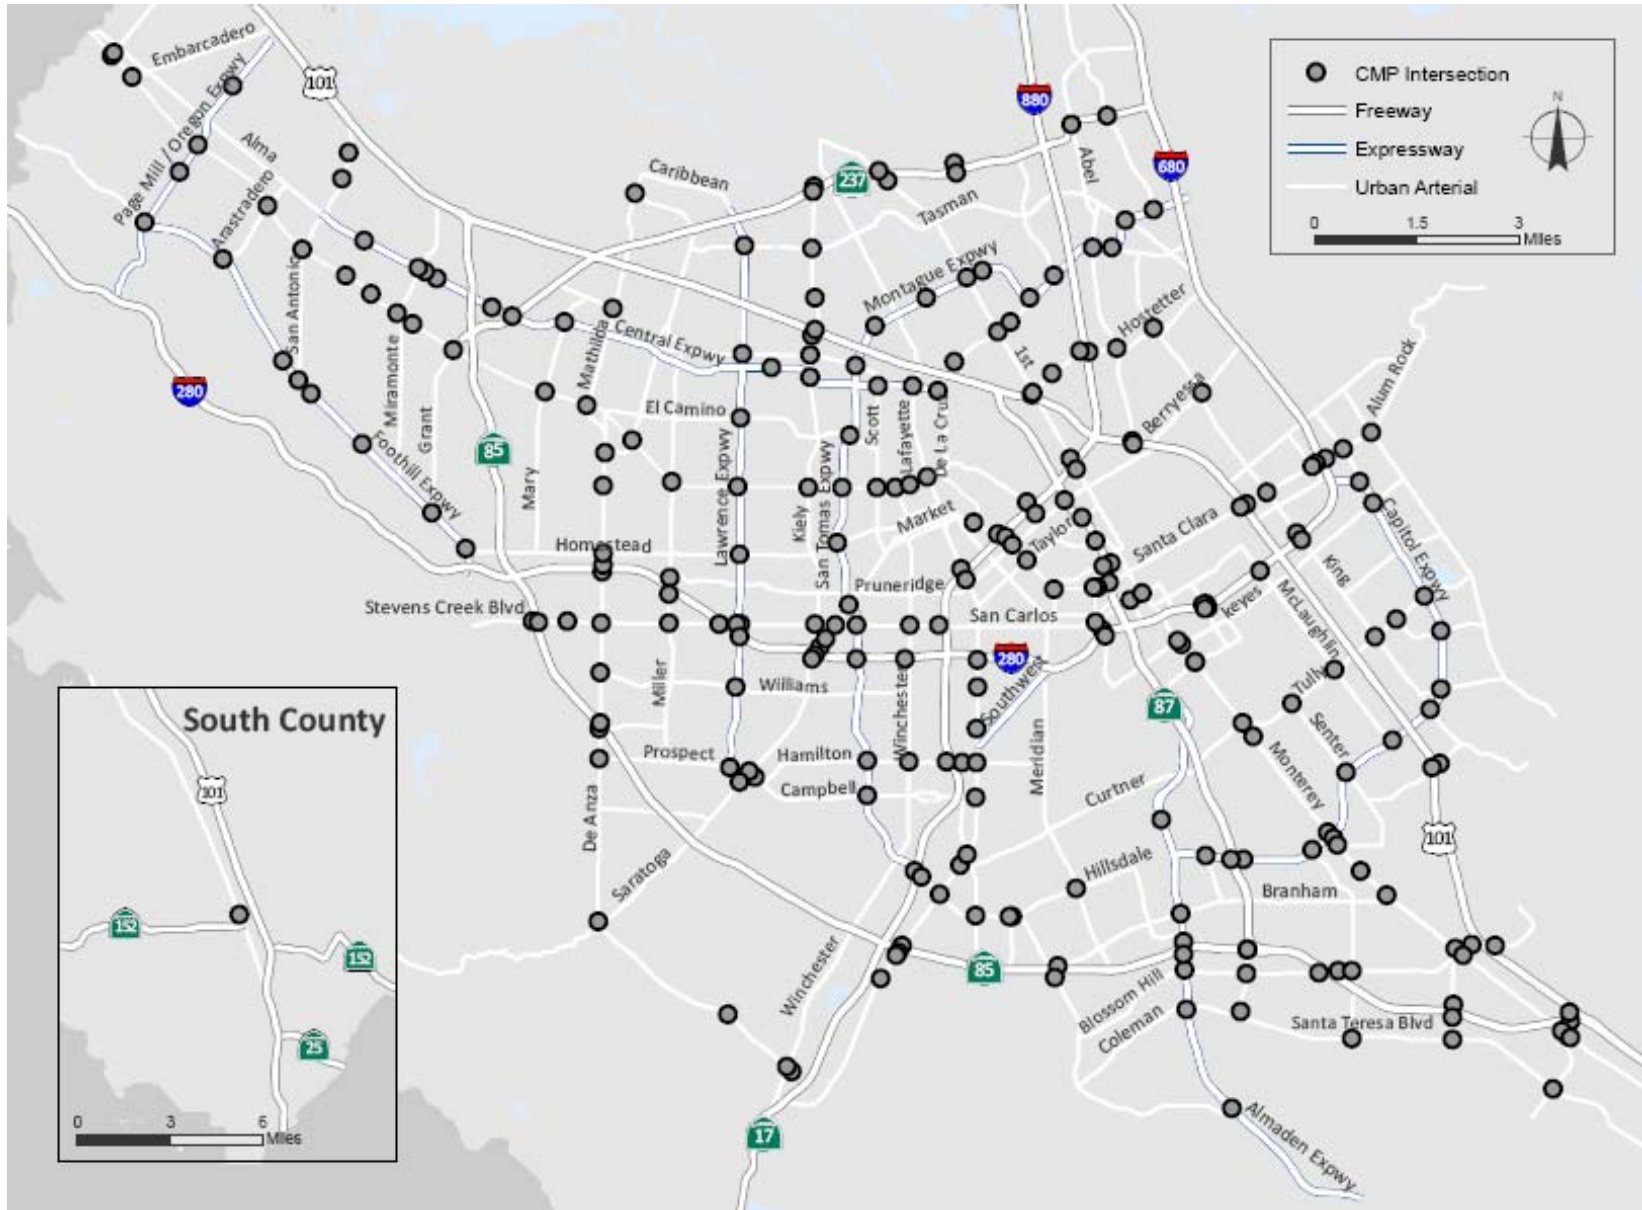 Embarcadero
101
880
CMP Intersection
Freeway
Expressway
Urban Arterial
0 1.5 3
Miles
N
Page Mill / Oregon Expwy
Alma
Arastradero
Caribbean
237
Abel
680
Tasman
Montague Expwy
San Antonio
Hostetter
Central Expwy
Mathilda
1st
Miramonte
Grant
280
El Camino
Scott
Lafayette
De La Cruz
Berryessa
Alum Rock
85
Foothill Expwy
Mary
Lawrence Expwy
Kiely
San Tomas Expwy
Market
Taylor
Santa Clara
Capitol Expwy
Homestead
Pruneridge
King
Stevens Creek Blvd
San Carlos
keyes
McLaughlin
280
Miller
Williams
Winchester
Southwest
Tully
87
Senter
South County
Prospect
Hamilton
Meridian
Monterey
101
Campbell
Curtner
De Anza
101
Saratoga
Hillsdale
Branham
152
152
Winchester
85
Blossom Hill
Coleman
Santa Teresa Blvd
25
0 3 6
Miles
17
Almaden Expwy